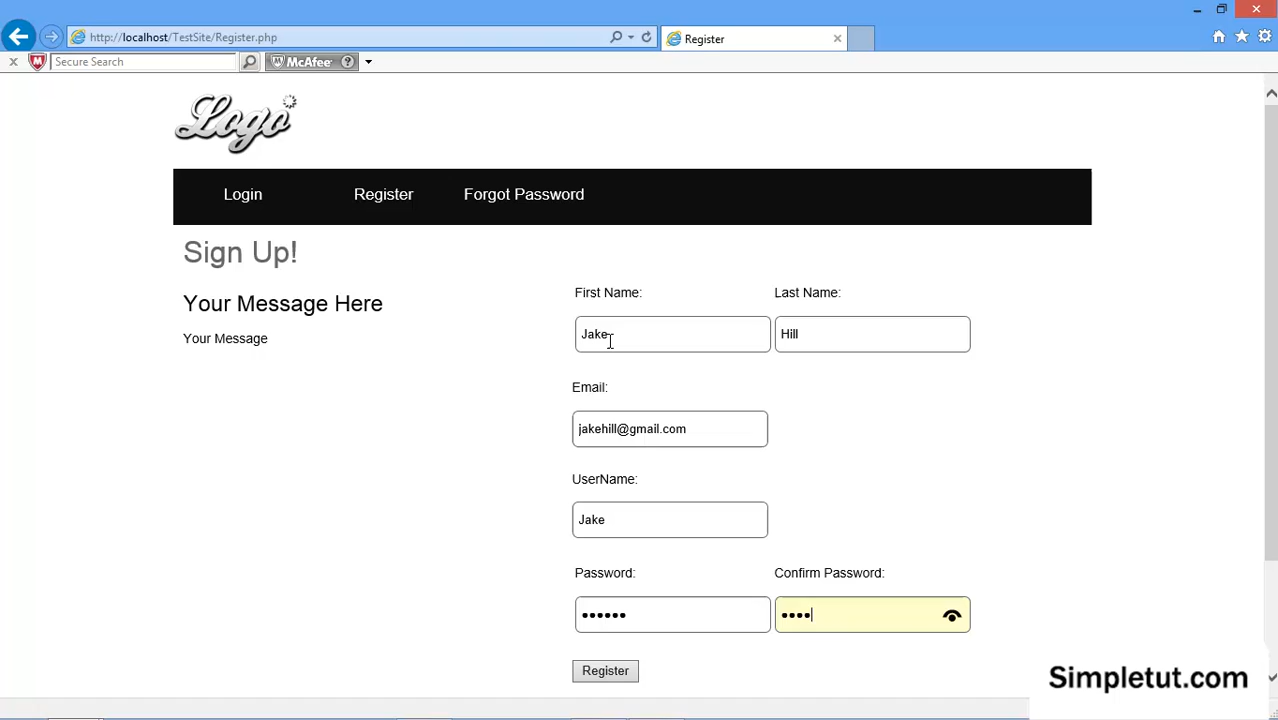 http://localhost/TestSite/Register.php
Register
Secure Search
McAfee
Logo
Login Register Forgot Password
Sign Up!
Your Message Here
Your Message
First Name: Last Name:
Jake Hill
Email:
jakehill@gmail.com
UserName:
Jake
Password: Confirm Password:
•••••• ••••
Register
Simpletut.com